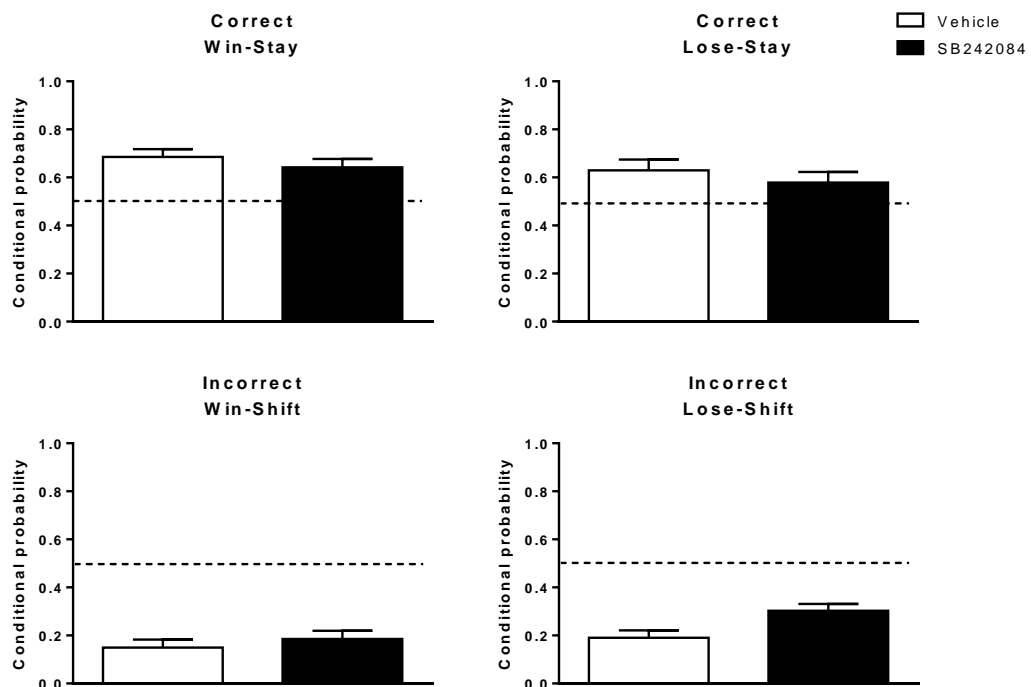 Correct
Win-Stay
Conditional probability
1.0
0.8
0.6
0.4
0.2
0.0
Correct
Lose-Stay
Conditional probability
1.0
0.8
0.6
0.4
0.2
0.0
Vehicle
SB242084
Incorrect
Win-Shift
Conditional probability
1.0
0.8
0.6
0.4
0.2
0.0
Incorrect
Lose-Shift
Conditional probability
1.0
0.8
0.6
0.4
0.2
0.0